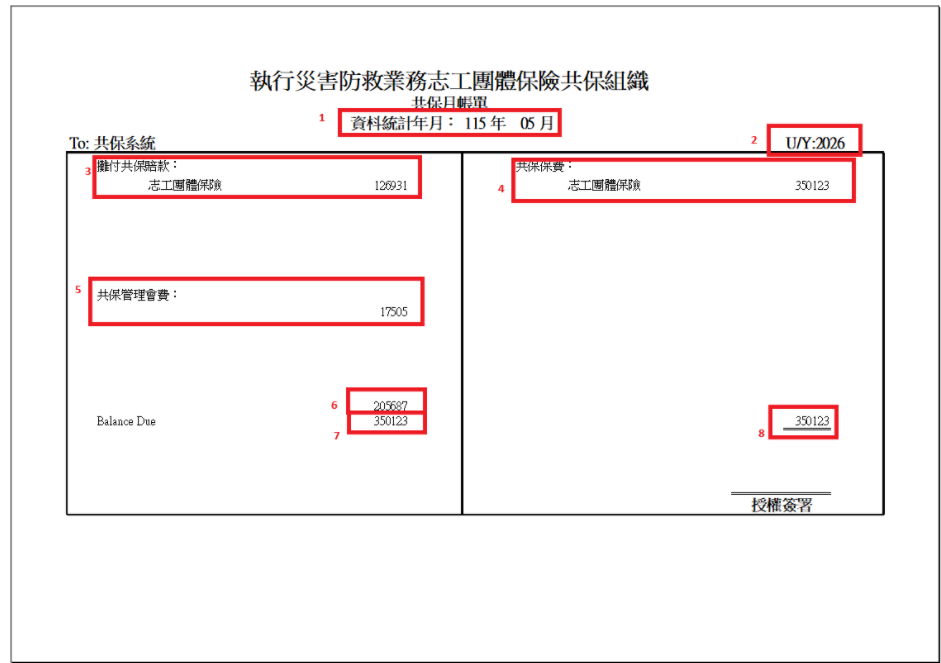 執行災害防救業務志工團體保險共保組織
共保月帳單
1 資料統計年月： 115 年 05 月
To: 共保系統
2 U/Y:2026
3 攤付共保賠款：
志工團體保險 126931
4 共保保費：
志工團體保險 350123
5 共保管理會費：
17505
6 205687
Balance Due 350123
7
8 350123
授權簽署